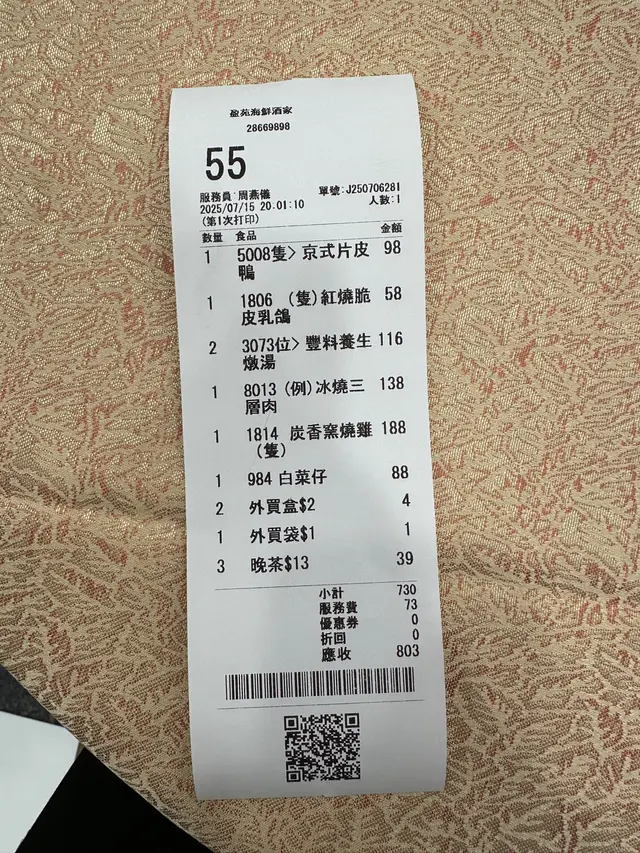 盈苑海鮮酒家
28669898
55
服務員:周燕儀 單號:J250706281
2025/07/15 20:01:10 人數:1
(第1次打印)
數量 食品 金額
1 5008隻> 京式片皮 98
鴨
1 1806 (隻)紅燒脆 58
皮乳鴿
2 3073位> 豐料養生 116
燉湯
1 8013 (例)冰燒三 138
層肉
1 1814 炭香窯燒雞 188
(隻)
1 984 白菜仔 88
2 外買盒$2 4
1 外買袋$1 1
3 晚茶$13 39
小計 730
服務費 73
優惠券 0
折回 0
應收 803